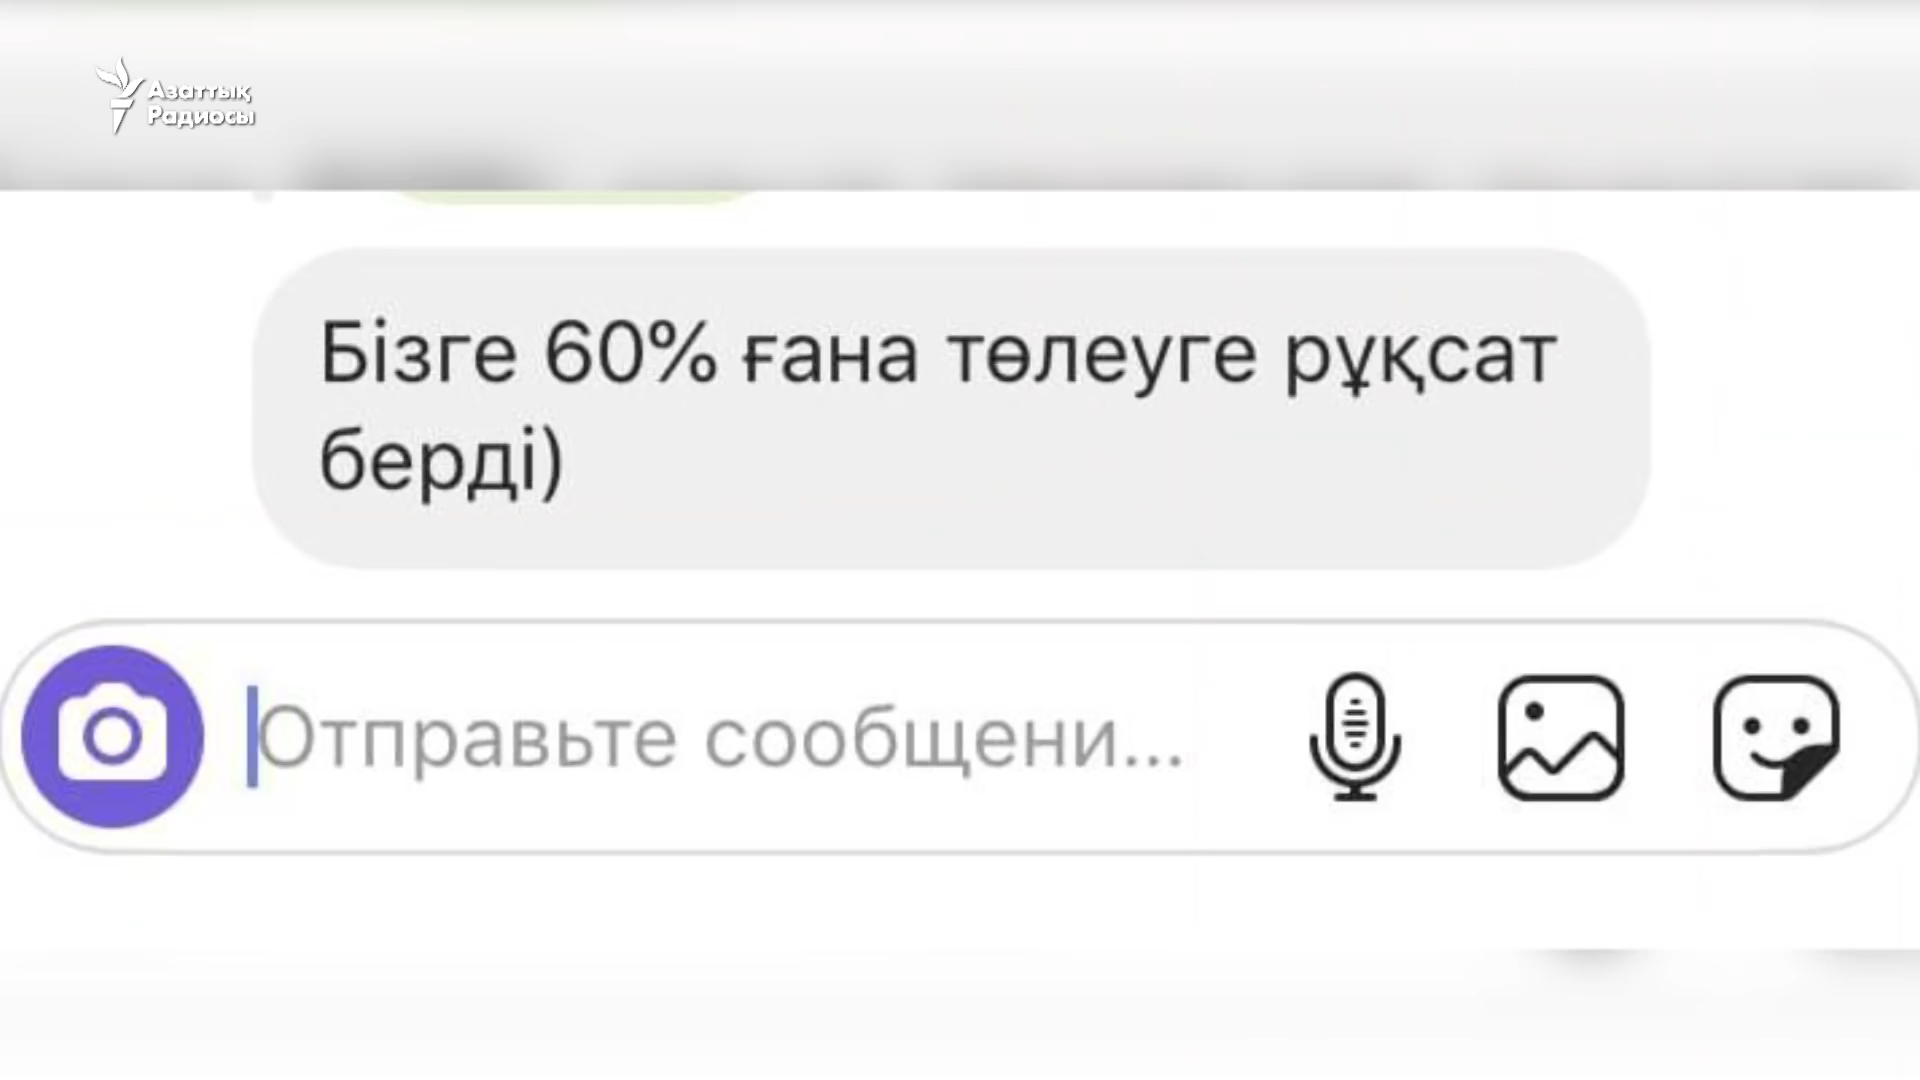 Азаттық
Радиосы
Бізге 60% ғана төлеуге рұқсат
берді)
Отправьте сообщени...